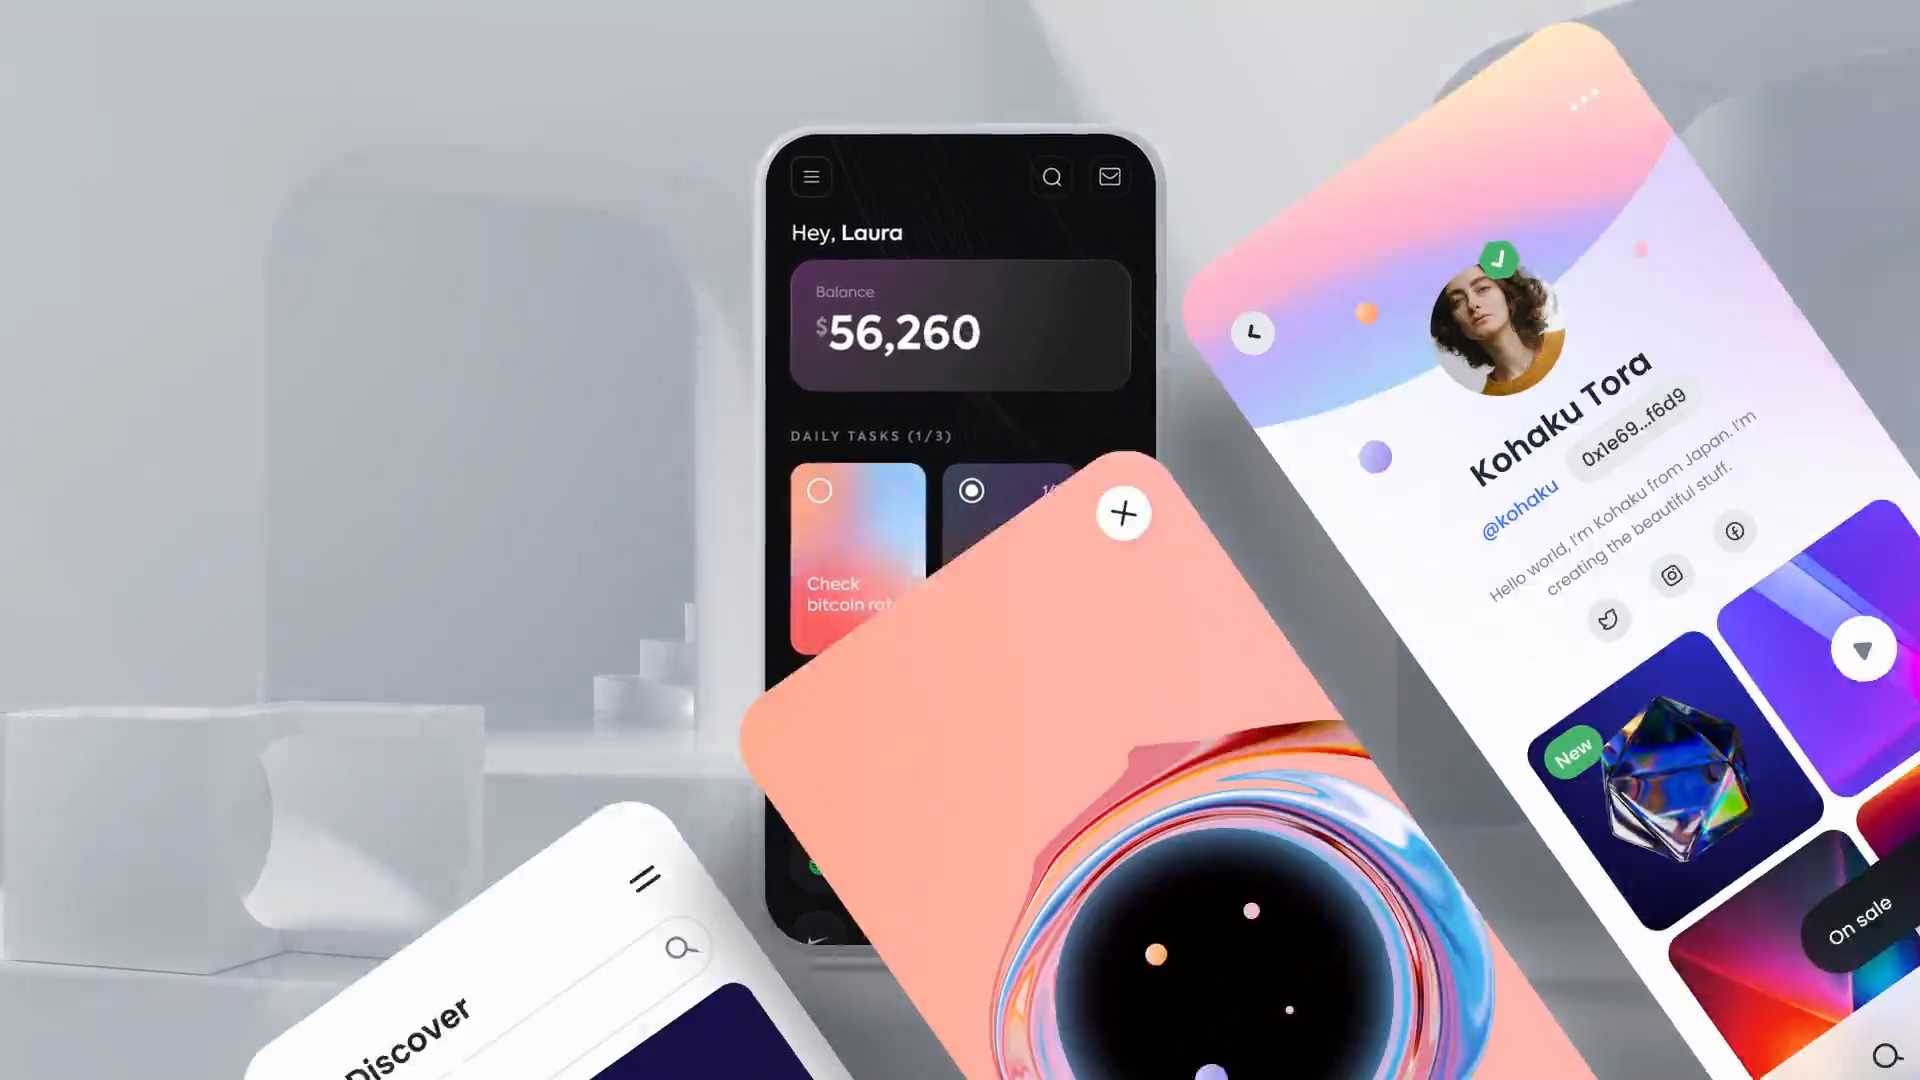 Hey, Laura
Balance
$56,260
DAILY TASKS (1/3)
Check
bitcoin
Kohaku Tora
@kohaku
0x1e69...f6d9
Hello world, I'm Kohaku from Japan. I'm
creating the beautiful stuff.
New
On sale
Discover